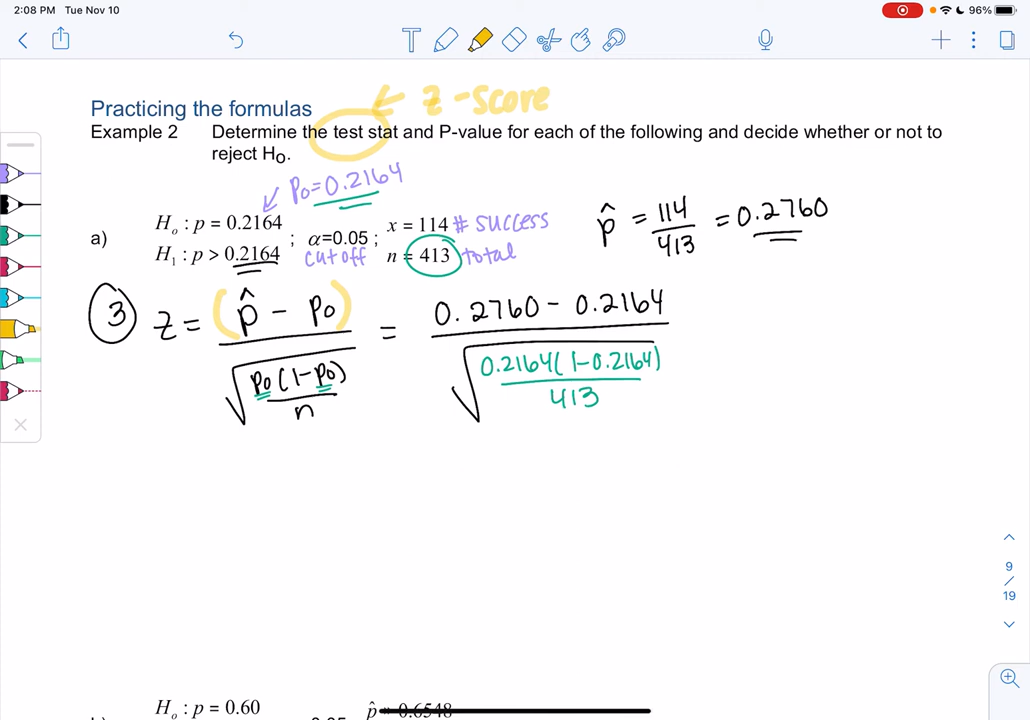 2:08 PM Tue Nov 10
96%
T
Practicing the formulas
← z-score
Example 2 Determine the test stat and P-value for each of the following and decide whether or not to
reject H₀.
p₀=0.2164
a) Hₒ : p = 0.2164 ; α=0.05 ; x = 114 # success
H₁ : p > 0.2164 cutoff n = 413 total
p̂ = 114/413 = 0.2760
③ z = (p̂ - p₀) / √(p₀(1-p₀)/n) = (0.2760 - 0.2164) / √(0.2164(1-0.2164)/413)
9
/
19
Hₒ : p = 0.60
p̂ = 0.6548